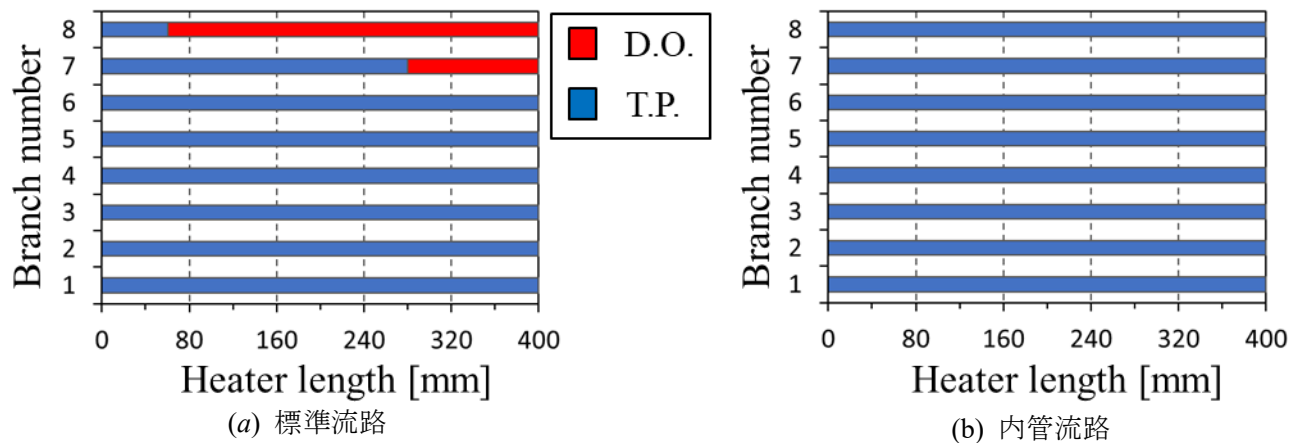 Branch number
8
7
6
5
4
3
2
1
0 80 160 240 320 400
Heater length [mm]
(a) 標準流路
D.O.
T.P.
Branch number
8
7
6
5
4
3
2
1
0 80 160 240 320 400
Heater length [mm]
(b) 内管流路